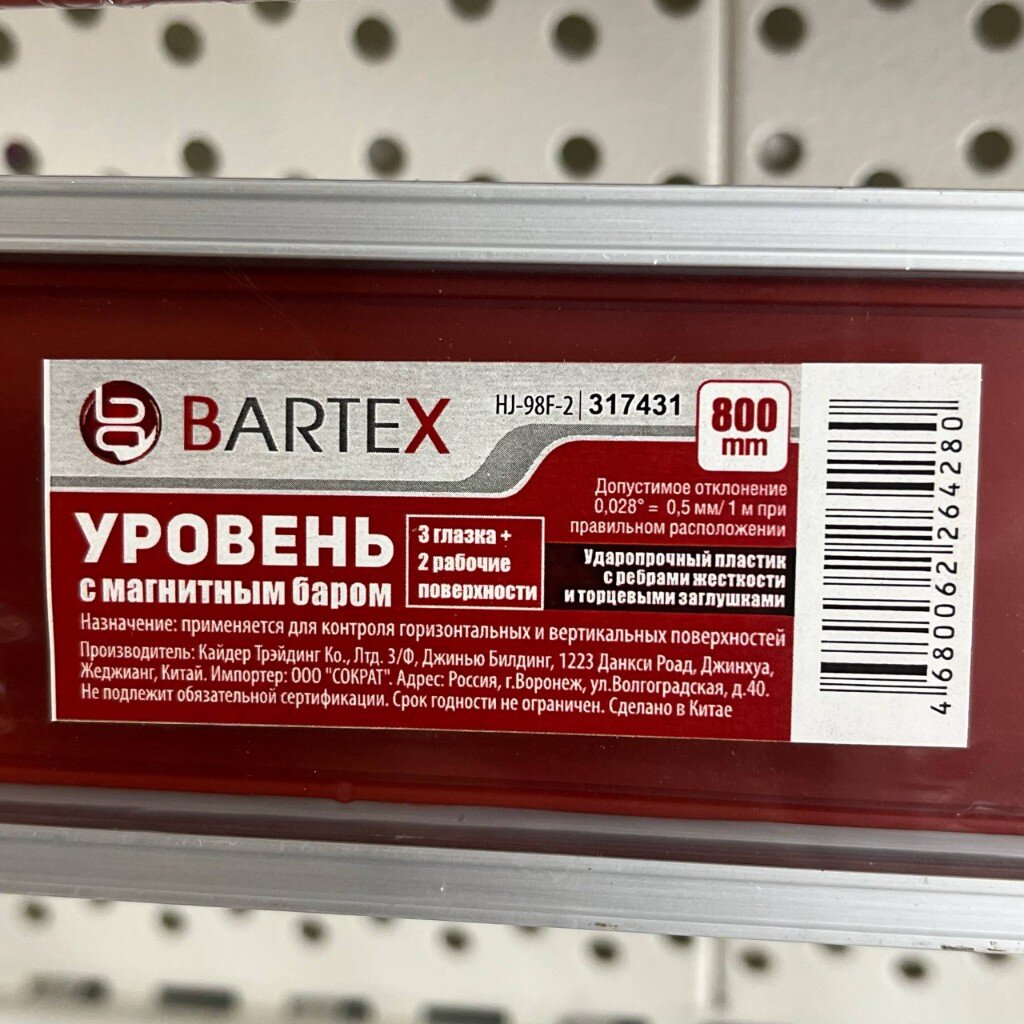 BARTEX
HJ-98F-2 | 317431
800
mm
Допустимое отклонение
0,028° = 0,5 мм/ 1 м при
правильном расположении
УРОВЕНЬ
с магнитным баром
3 глазка +
2 рабочие
поверхности
Ударопрочный пластик
с ребрами жесткости
и торцевыми заглушками
Назначение: применяется для контроля горизонтальных и вертикальных поверхностей
Производитель: Кайдер Трэйдинг Ко., Лтд. 3/Ф, Джинью Билдинг, 1223 Данкси Роад, Джинхуа,
Жеджианг, Китай. Импортер: ООО "СОКРАТ". Адрес: Россия, г.Воронеж, ул.Волгоградская, д.40.
Не подлежит обязательной сертификации. Срок годности не ограничен. Сделано в Китае
4 680062 264280